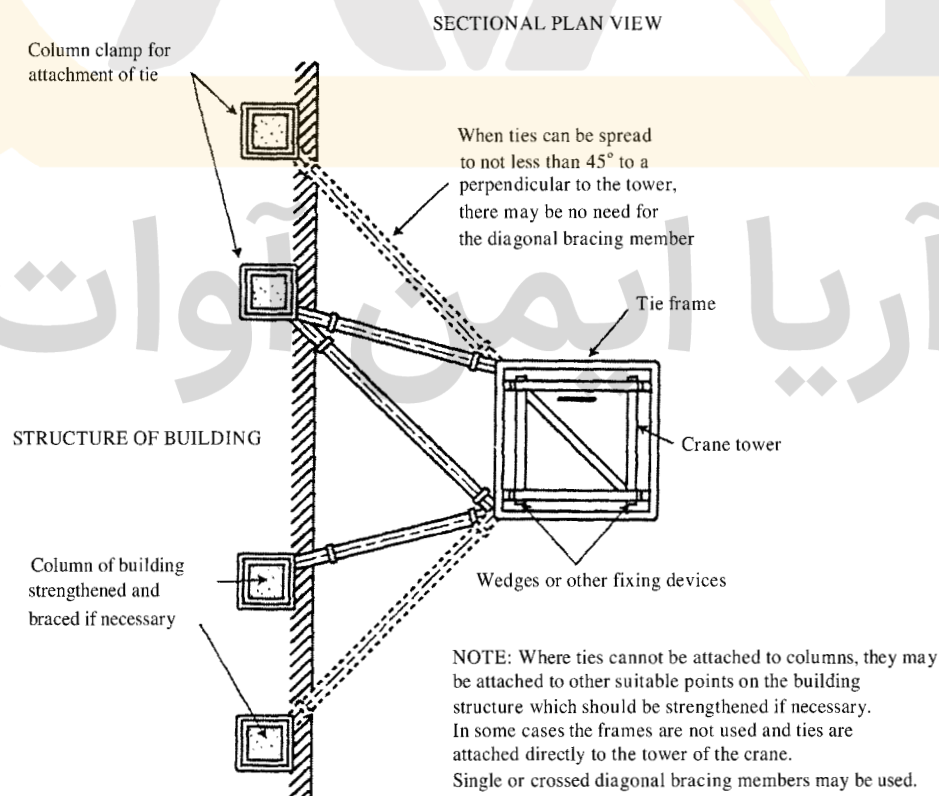 SECTIONAL PLAN VIEW
Column clamp for
attachment of tie
When ties can be spread
to not less than 45° to a
perpendicular to the tower,
there may be no need for
the diagonal bracing member
آریا ایمن آوات
Tie frame
STRUCTURE OF BUILDING
Crane tower
Column of building
strengthened and
braced if necessary
Wedges or other fixing devices
NOTE: Where ties cannot be attached to columns, they may
be attached to other suitable points on the building
structure which should be strengthened if necessary.
In some cases the frames are not used and ties are
attached directly to the tower of the crane.
Single or crossed diagonal bracing members may be used.